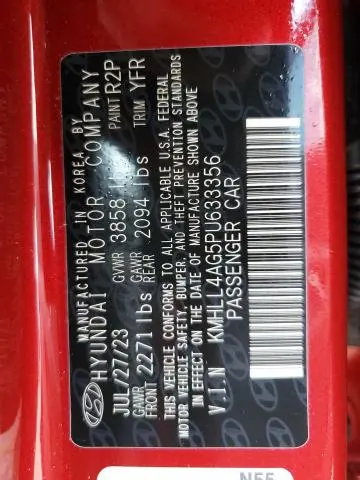 MANUFACTURED IN KOREA BY
HYUNDAI MOTOR COMPANY
JUL/27/23 GVWR 3858 PAINT R2P
GAWR FRONT 2271 lbs GAWR REAR 2094 lbs YFR
THIS VEHICLE CONFORMS TO ALL APPLICABLE U.S.A. FEDERAL
MOTOR VEHICLE SAFETY, BUMPER, AND THEFT PREVENTION STANDARDS
IN EFFECT ON THE DATE OF MANUFACTURE SHOWN ABOVE
V.I.N KMHLL4AG5PU633356
PASSENGER CAR
N55